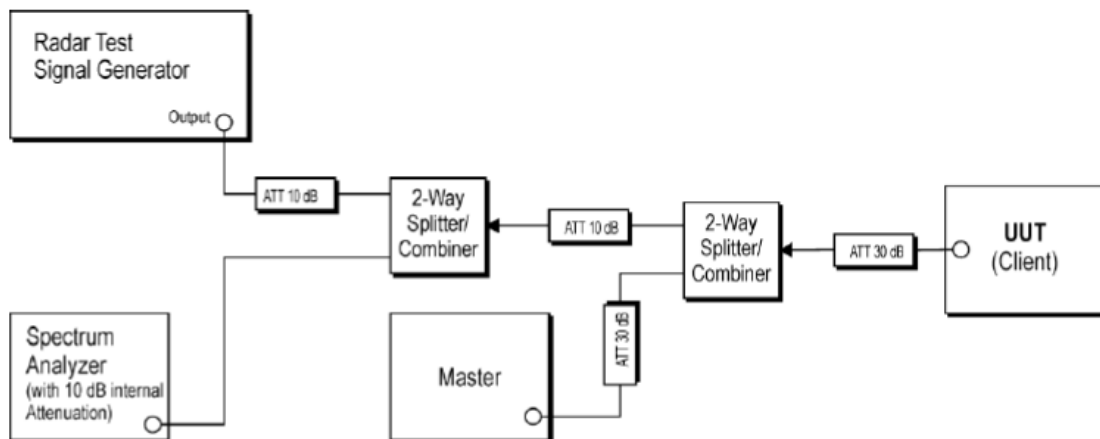 Radar Test
Signal Generator
Output
ATT 10 dB
2-Way
Splitter/
Combiner
ATT 10 dB
2-Way
Splitter/
Combiner
ATT 30 dB
UUT
(Client)
Spectrum
Analyzer
(with 10 dB internal
Attenuation)
Master
ATT 30 dB